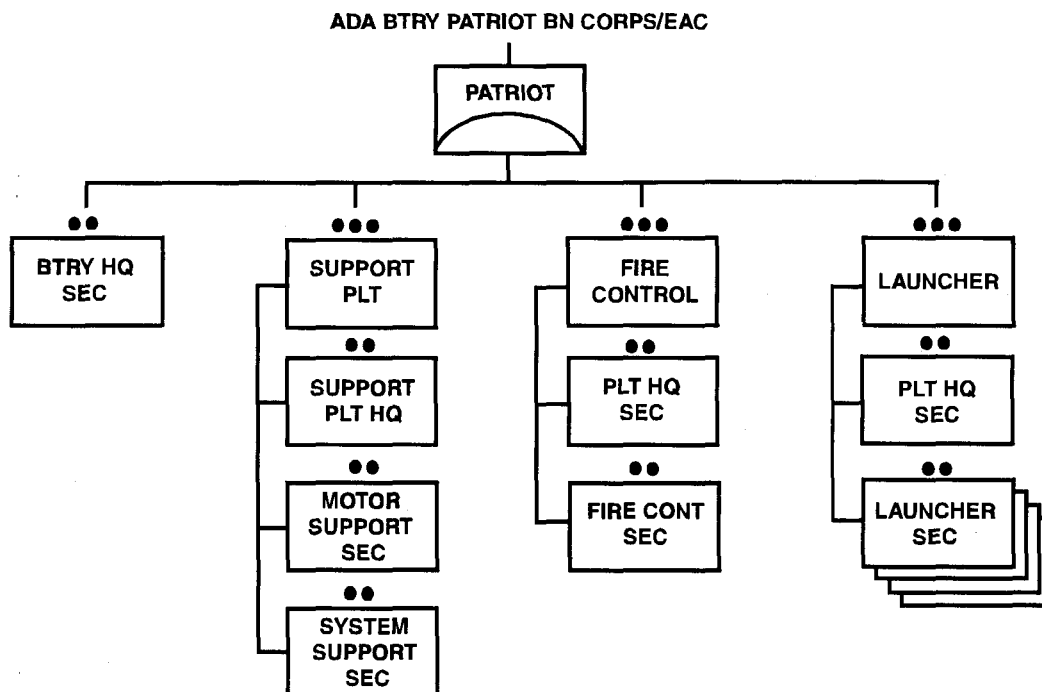 ADA BTRY PATRIOT BN CORPS/EAC
PATRIOT
BTRY HQ
SEC
SUPPORT
PLT
SUPPORT
PLT HQ
MOTOR
SUPPORT
SEC
SYSTEM
SUPPORT
SEC
FIRE
CONTROL
PLT HQ
SEC
FIRE CONT
SEC
LAUNCHER
PLT HQ
SEC
LAUNCHER
SEC